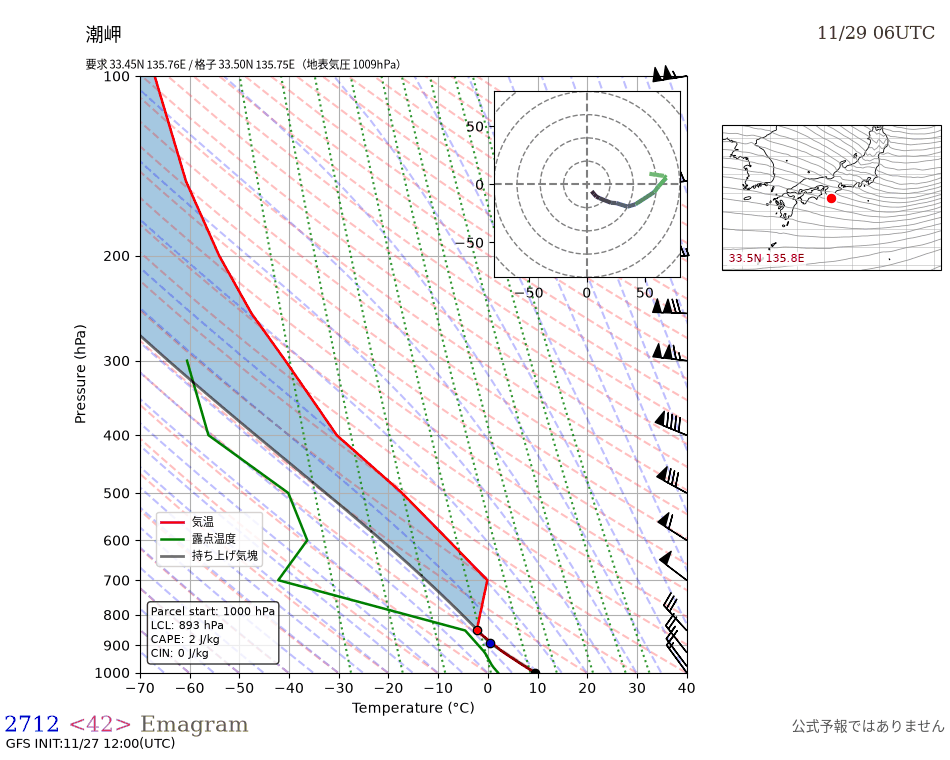 潮岬
11/29 06UTC
要求 33.45N 135.76E / 格子 33.50N 135.75E（地表気圧 1009hPa）
100
200
300
400
500
600
700
800
900
1000
Pressure (hPa)
50
0
−50
−50 0 50
33.5N 135.8E
気温
露点温度
持ち上げ気塊
Parcel start: 1000 hPa
LCL: 893 hPa
CAPE: 2 J/kg
CIN: 0 J/kg
−70 −60 −50 −40 −30 −20 −10 0 10 20 30 40
Temperature (°C)
2712 <42> Emagram
公式予報ではありません
GFS INIT:11/27 12:00(UTC)